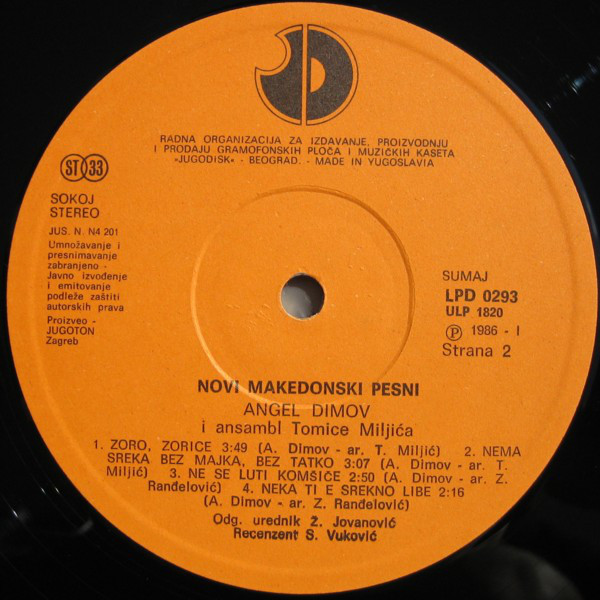 RADNA ORGANIZACIJA ZA IZDAVANJE, PROIZVODNJU
I PRODAJU GRAMOFONSKIH PLOČA I MUZIČKIH KASETA
»JUGODISK« - BEOGRAD. - MADE IN YUGOSLAVIA
ST 33
SOKOJ
STEREO
JUS. N. N4 201
Umnožavanje i
presnimavanje
zabranjeno -
Javno izvođenje
i emitovanje
podleže zaštiti
autorskih prava
Proizveo -
JUGOTON
Zagreb
SUMAJ
LPD 0293
ULP 1820
Ⓟ 1986 - I
Strana 2
NOVI MAKEDONSKI PESNI
ANGEL DIMOV
i ansambl Tomice Miljića
1. ZORO, ZORICE 3:49 (A. Dimov - ar. T. Miljić) 2. NEMA
SREKA BEZ MAJKA, BEZ TATKO 3:07 (A. Dimov - ar. T.
Miljić) 3. NE SE LUTI KOMŠIČE 2:50 (A. Dimov - ar. Z.
Ranđelović) 4. NEKA TI E SREKNO LIBE 2:16
(A. Dimov - ar. Z. Ranđelović)
Odg. urednik Ž. Jovanović
Recenzent S. Vuković